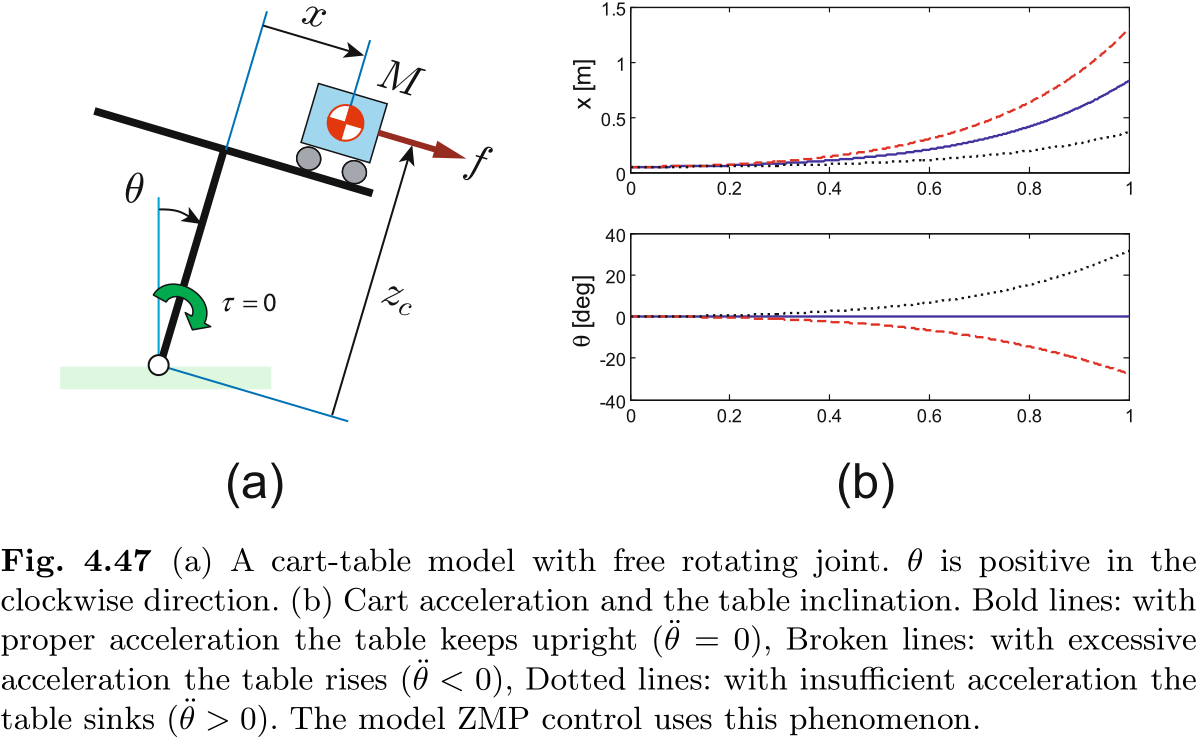 x
M
f
θ
τ = 0
z_c
(a)
1.5
1
0.5
0
x [m]
0 0.2 0.4 0.6 0.8 1
40
20
0
-20
-40
θ [deg]
0 0.2 0.4 0.6 0.8 1
(b)
Fig. 4.47 (a) A cart-table model with free rotating joint. θ is positive in the
clockwise direction. (b) Cart acceleration and the table inclination. Bold lines: with
proper acceleration the table keeps upright (θ̈ = 0), Broken lines: with excessive
acceleration the table rises (θ̈ < 0), Dotted lines: with insufficient acceleration the
table sinks (θ̈ > 0). The model ZMP control uses this phenomenon.